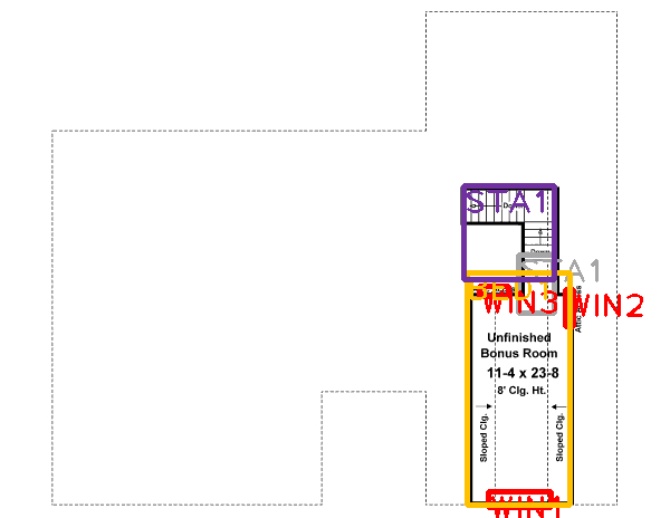 STA1
Down
STA1
WIN3
WIN2
Attic Access
Unfinished
Bonus Room
11-4 x 23-8
8' Clg. Ht.
Sloped Clg.
Sloped Clg.
WIN1